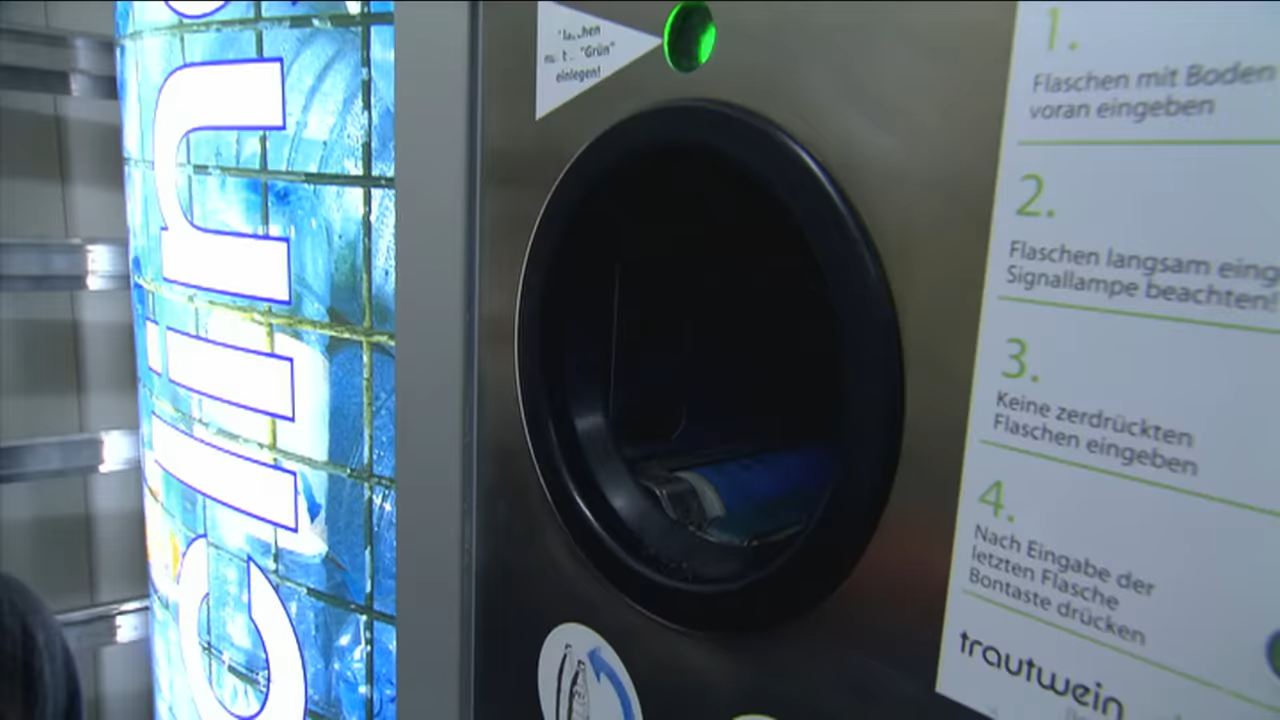 clin
"Grün"
einlegen!
1.
Flaschen mit Boden
voran eingeben
2.
Flaschen langsam eing
Signallampe beachten!
3.
Keine zerdrückten
Flaschen eingeben
4.
Nach Eingabe der
letzten Flasche
Bontaste drücken
trautwein